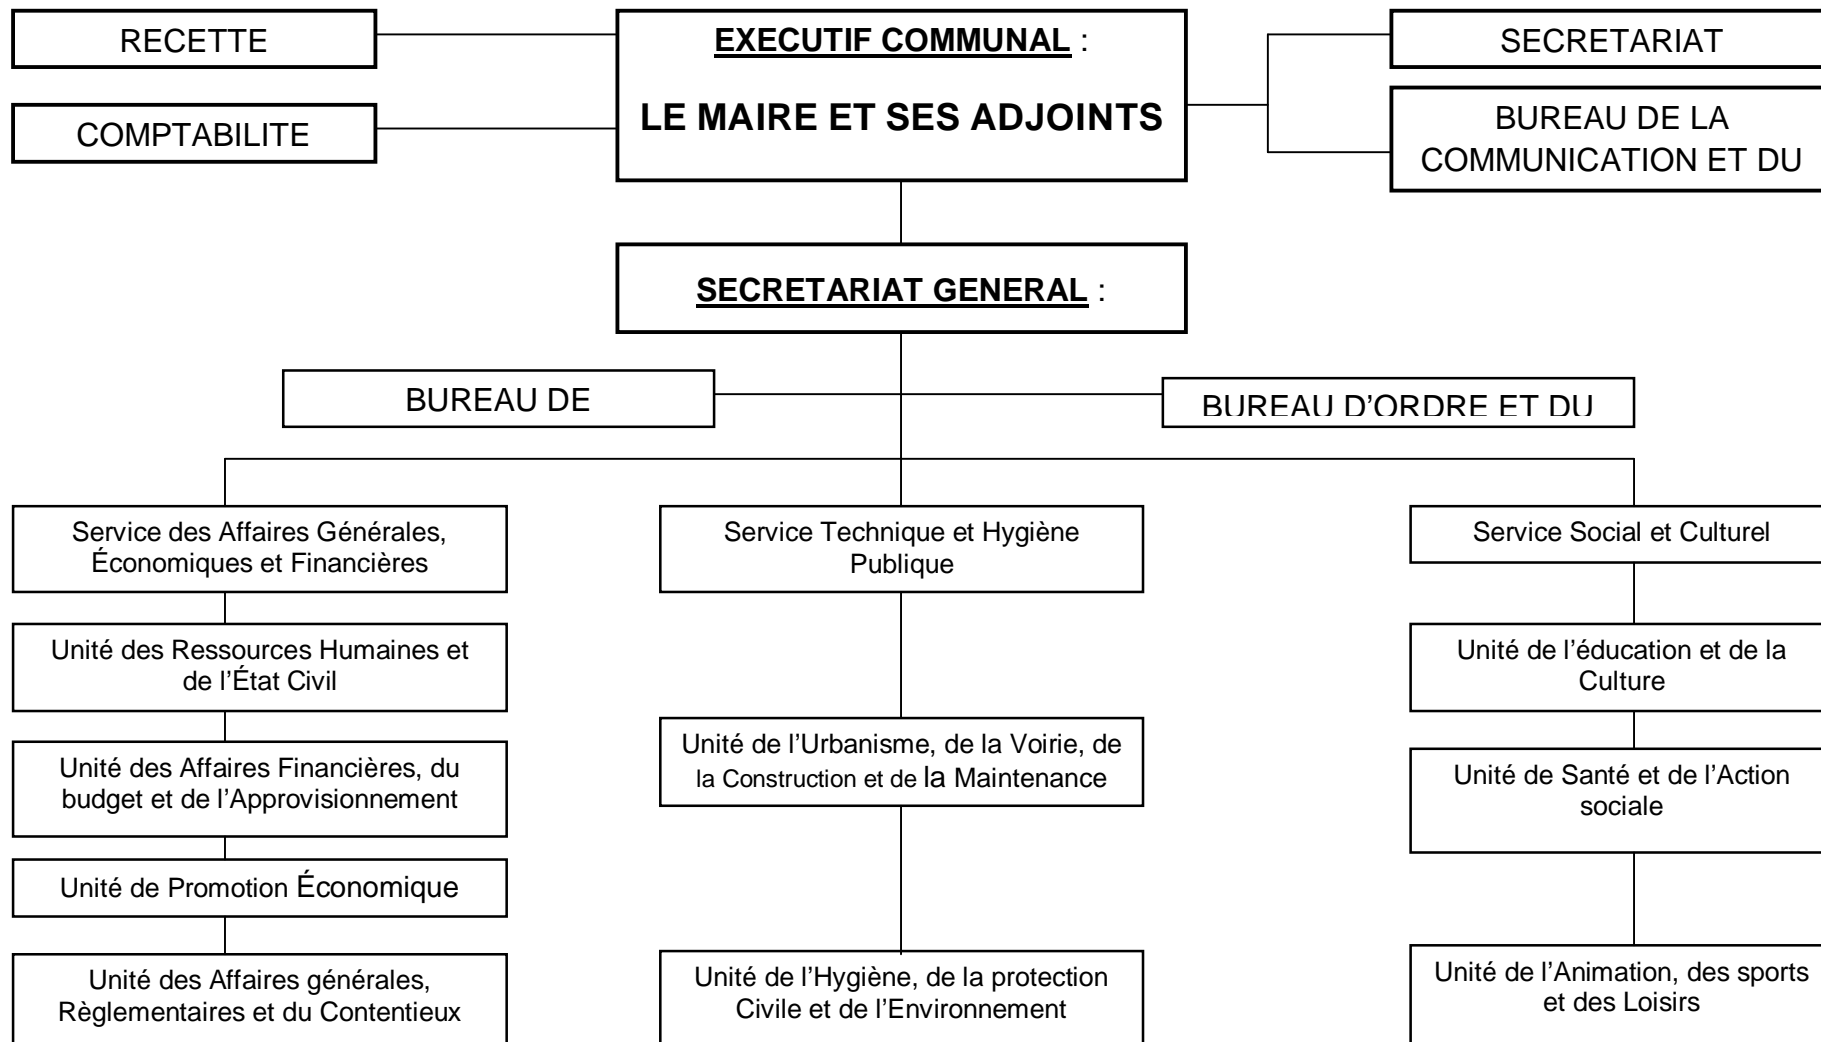 RECETTE
EXECUTIF COMMUNAL :
SECRETARIAT
LE MAIRE ET SES ADJOINTS
COMPTABILITE
BUREAU DE LA
COMMUNICATION ET DU
SECRETARIAT GENERAL :
BUREAU DE
BUREAU D’ORDRE ET DU
Service des Affaires Générales,
Économiques et Financières
Service Technique et Hygiène
Publique
Service Social et Culturel
Unité des Ressources Humaines et
de l’État Civil
Unité de l’éducation et de la
Culture
Unité de l’Urbanisme, de la Voirie, de
la Construction et de la Maintenance
Unité des Affaires Financières, du
budget et de l’Approvisionnement
Unité de Santé et de l’Action
sociale
Unité de Promotion Économique
Unité des Affaires générales,
Règlementaires et du Contentieux
Unité de l’Hygiène, de la protection
Civile et de l’Environnement
Unité de l’Animation, des sports
et des Loisirs